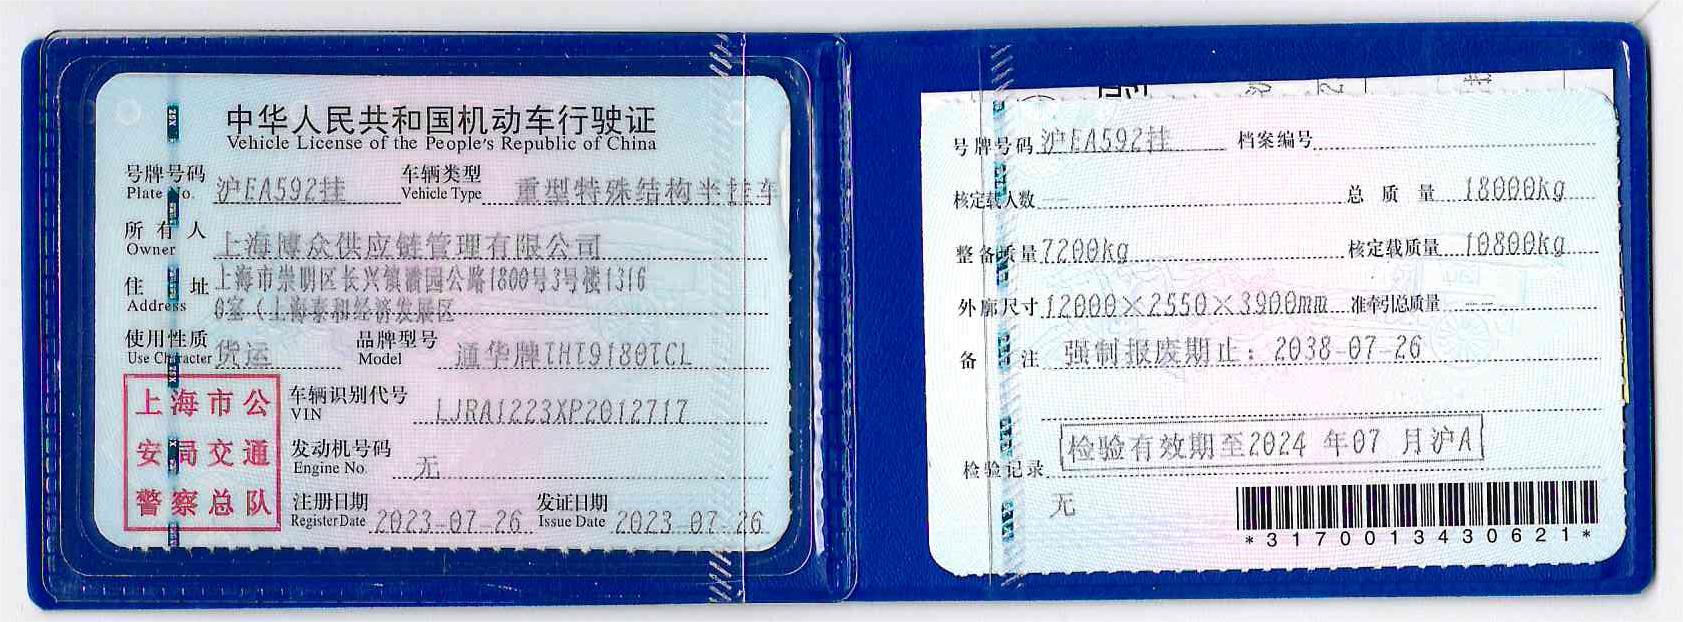 中华人民共和国机动车行驶证
Vehicle License of the People's Republic of China
号牌号码 沪EA592挂 车辆类型 重型特殊结构半挂车
Plate No. Vehicle Type
所有人 上海博众供应链管理有限公司
Owner
住址 上海市崇明区长兴镇潘园公路1800号3号楼1316
Address 0室(上海泰和经济发展区
使用性质 货运 品牌型号 通华牌THT9180TCL
Use Character Model
上海市公
安局交通
警察总队
车辆识别代号 LJRA1223XP2012717
VIN
发动机号码 无
Engine No.
注册日期 2023-07-26 发证日期 2023-07-26
Register Date Issue Date
号牌号码 沪EA592挂 档案编号
核定载人数 -- 总质量 18000kg
整备质量 7200kg 核定载质量 10800kg
外廓尺寸 12000×2550×3900mm 准牵引总质量 --
备注 强制报废期止:2038-07-26
检验记录 检验有效期至2024 年07 月沪A
无
*3170013430621*